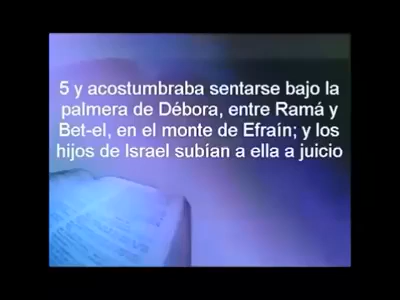 5 y acostumbraba sentarse bajo la
palmera de Débora, entre Ramá y
Bet-el, en el monte de Efraín; y los
hijos de Israel subían a ella a juicio